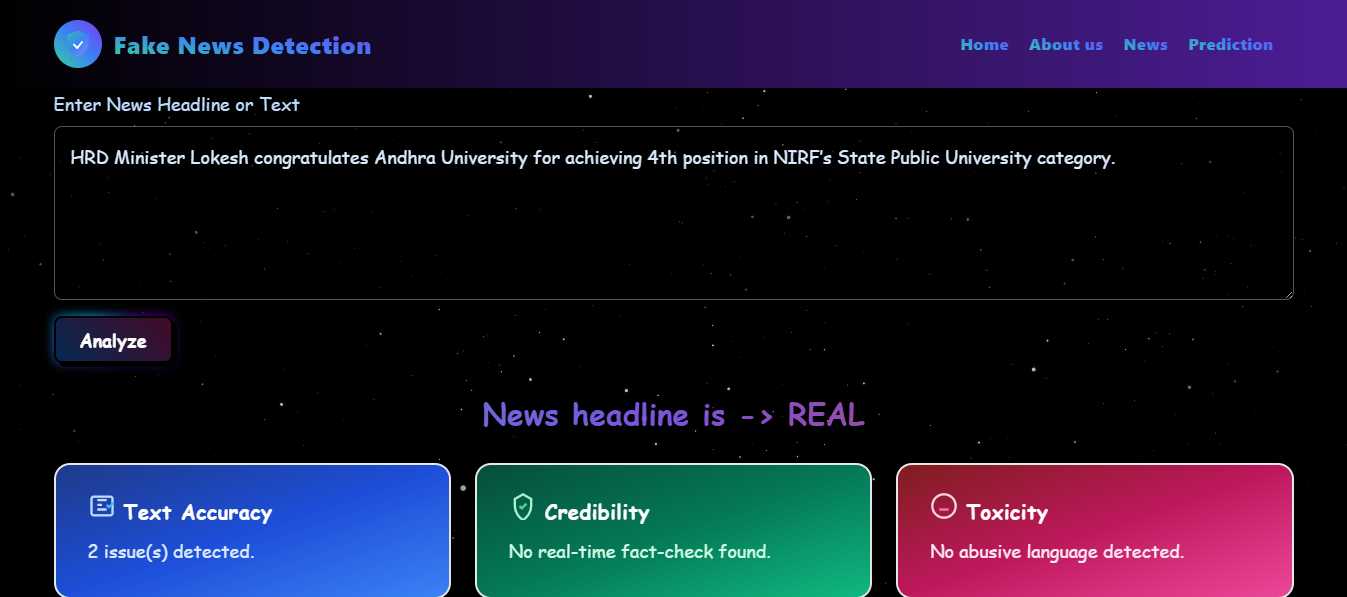 Fake News Detection
Home About us News Prediction
Enter News Headline or Text
HRD Minister Lokesh congratulates Andhra University for achieving 4th position in NIRF’s State Public University category.
Analyze
News headline is -> REAL
Text Accuracy
2 issue(s) detected.
Credibility
No real-time fact-check found.
Toxicity
No abusive language detected.